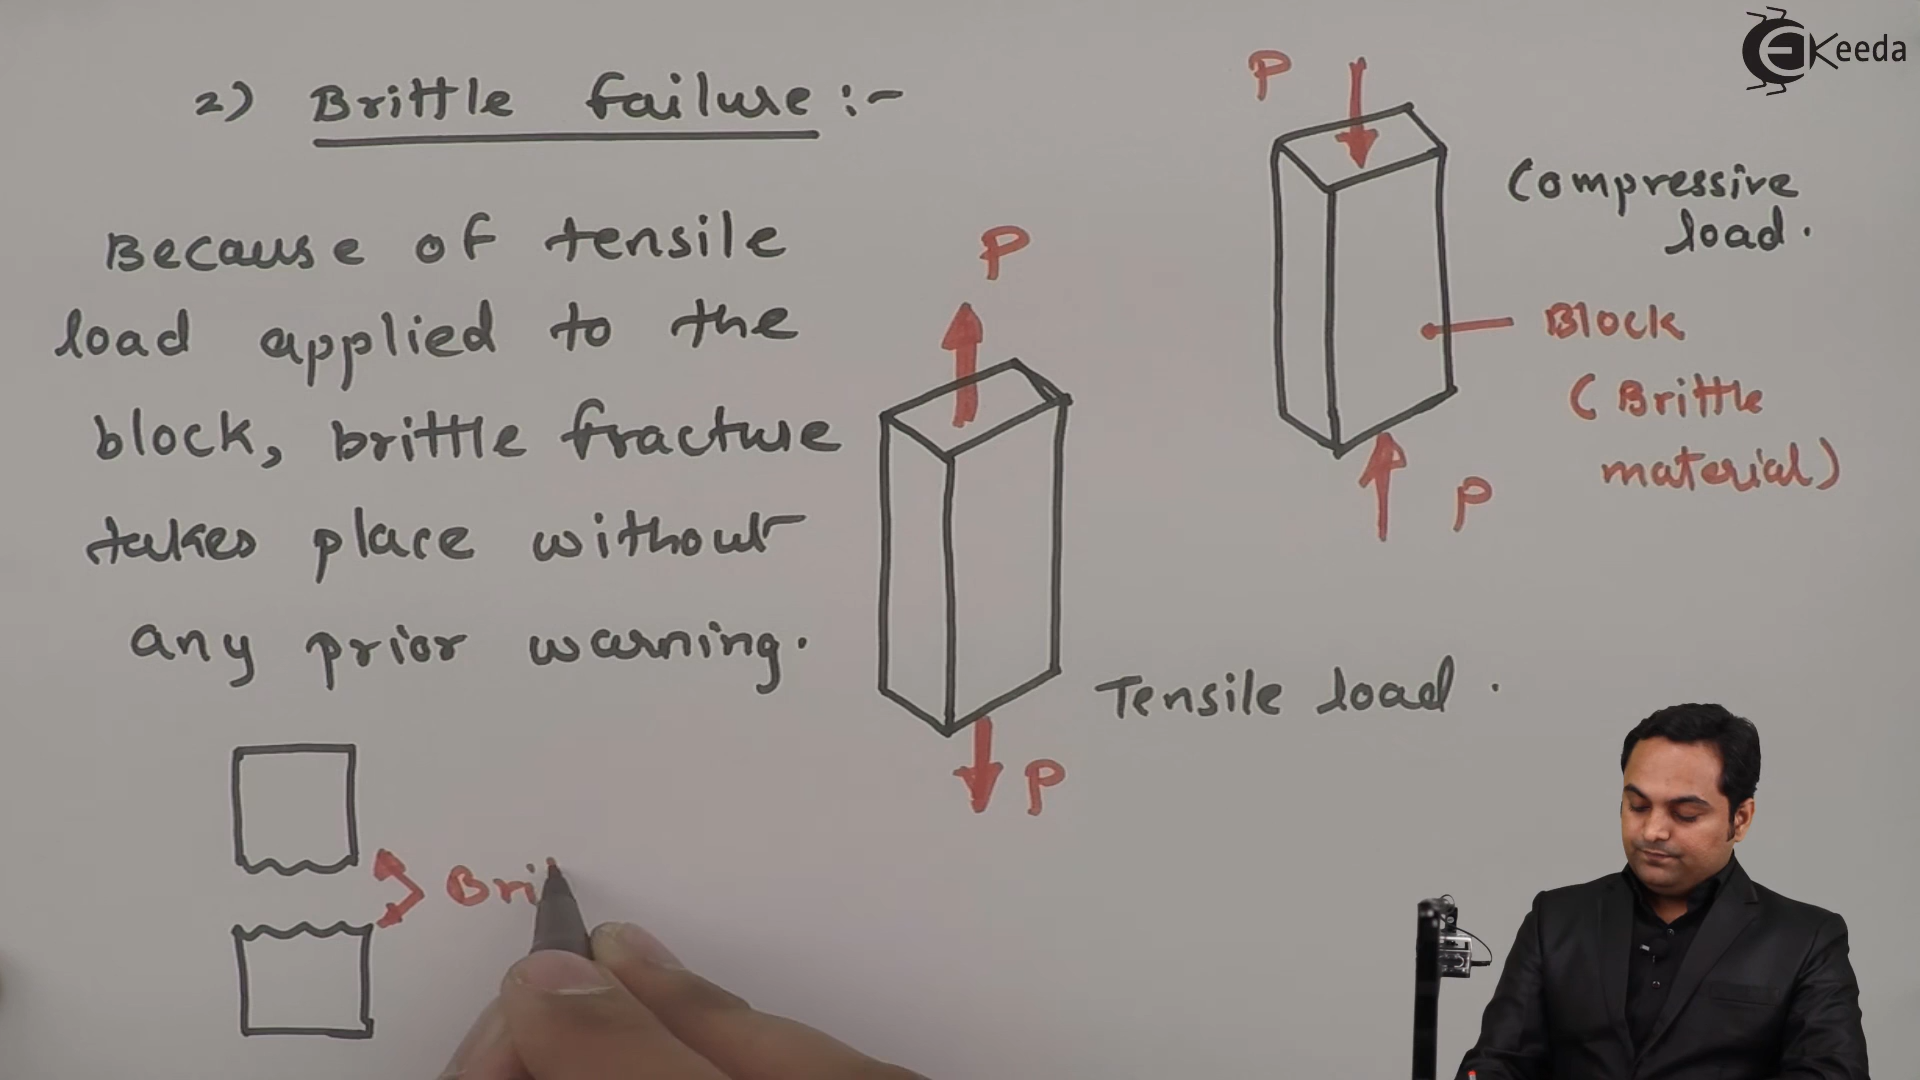 2) Brittle failure :-
Because of tensile
load applied to the
block, brittle fracture
takes place without
any prior warning.
Bri
P
P
Tensile load.
P
Compressive
load.
Block
(Brittle
material)
P
EKeeda